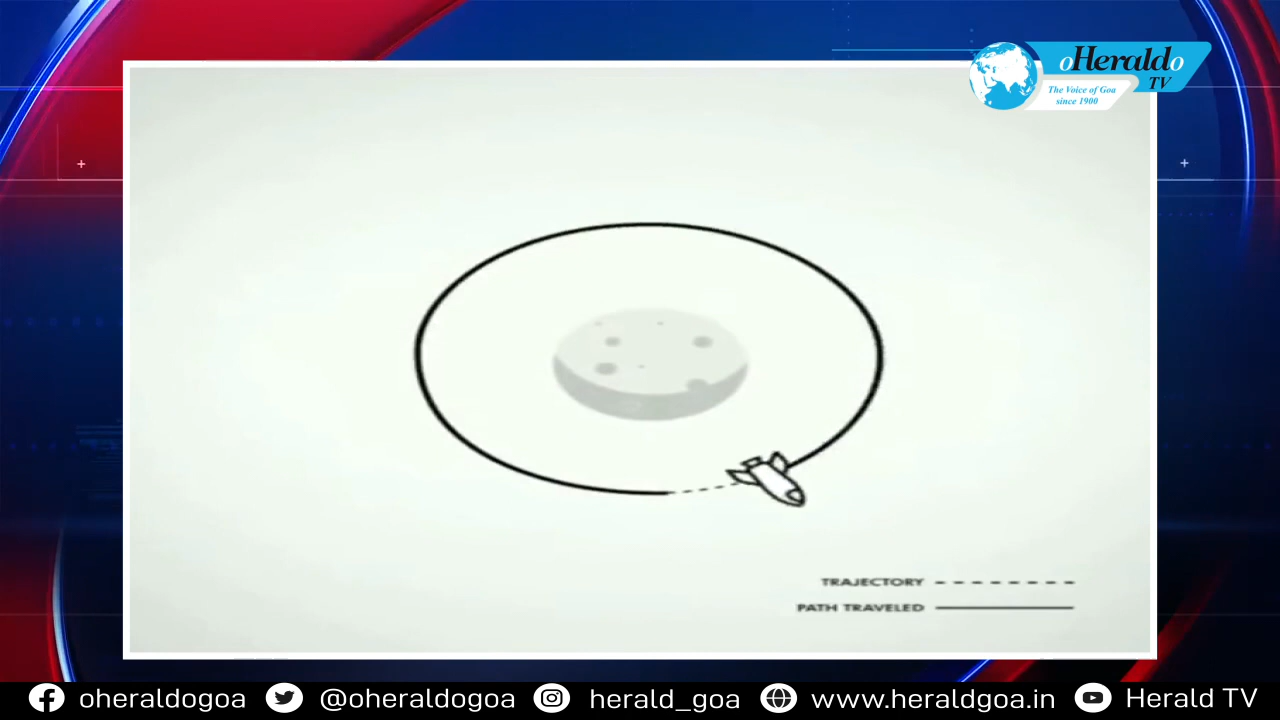 oHeraldo
TV
The Voice of Goa
since 1900
TRAJECTORY
PATH TRAVELED
oheraldogoa
@oheraldogoa
herald_goa
www.heraldgoa.in
Herald TV